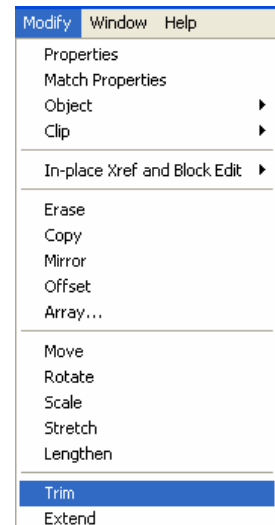 Modify Window Help
Properties
Match Properties
Object
Clip
In-place Xref and Block Edit
Erase
Copy
Mirror
Offset
Array...
Move
Rotate
Scale
Stretch
Lengthen
Trim
Extend